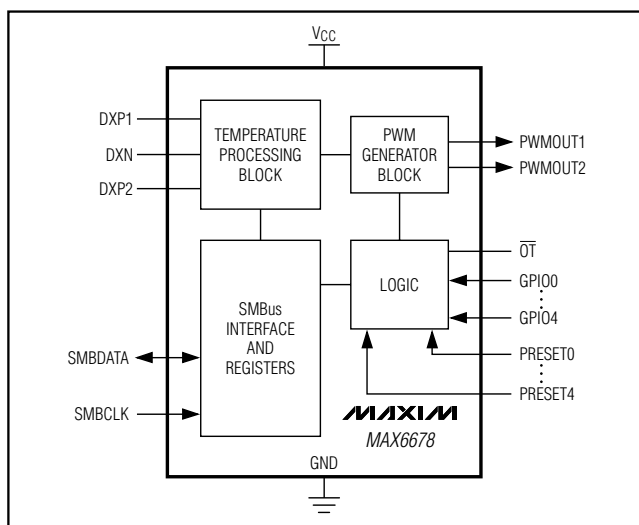 VCC
DXP1
DXN
DXP2
TEMPERATURE
PROCESSING
BLOCK
PWM
GENERATOR
BLOCK
PWMOUT1
PWMOUT2
SMBus
INTERFACE
AND
REGISTERS
LOGIC
OT
GPIO0
GPIO4
PRESET0
PRESET4
SMBDATA
SMBCLK
MAXIM
MAX6678
GND